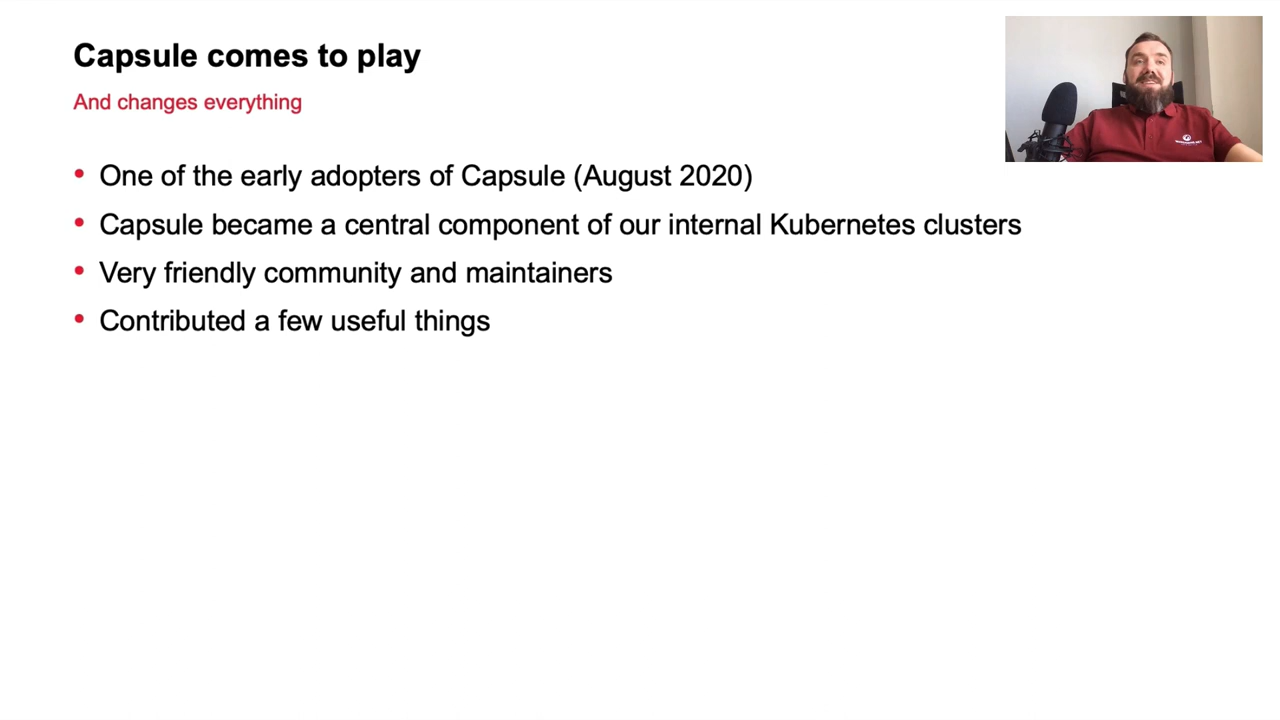 Capsule comes to play
And changes everything
• One of the early adopters of Capsule (August 2020)
• Capsule became a central component of our internal Kubernetes clusters
• Very friendly community and maintainers
• Contributed a few useful things